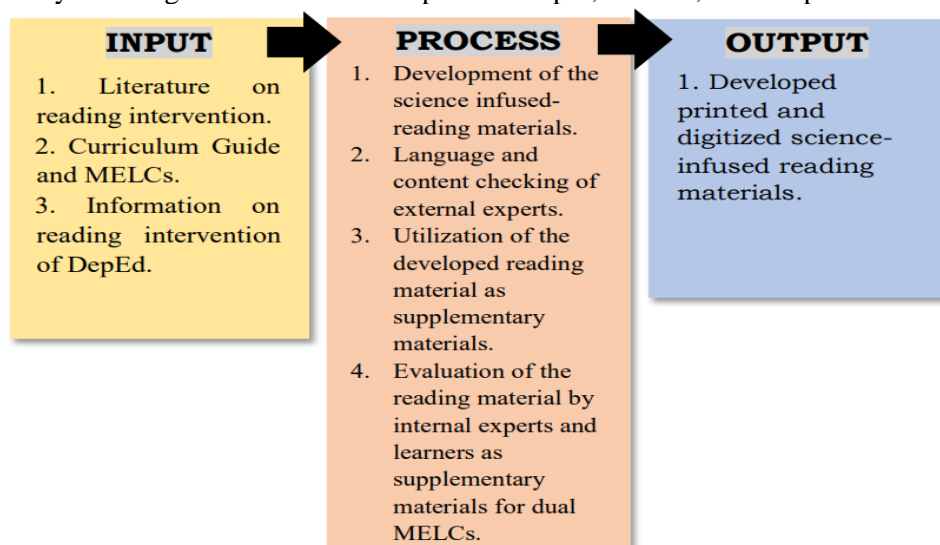 INPUT
1. Literature on
reading intervention.
2. Curriculum Guide
and MELCs.
3. Information on
reading intervention
of DepEd.
PROCESS
1. Development of the
science infused-
reading materials.
2. Language and
content checking of
external experts.
3. Utilization of the
developed reading
material as
supplementary
materials.
4. Evaluation of the
reading material by
internal experts and
learners as
supplementary
materials for dual
MELCs.
OUTPUT
1. Developed
printed and
digitized science-
infused reading
materials.